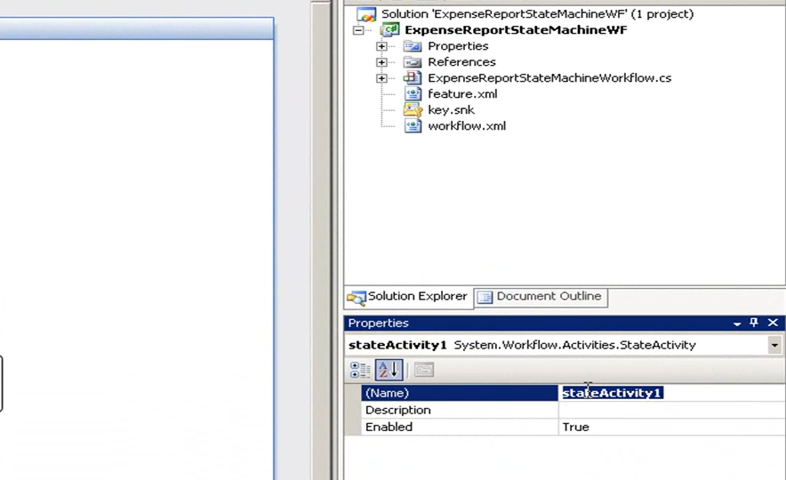 Solution 'ExpenseReportStateMachineWF' (1 project)
ExpenseReportStateMachineWF
Properties
References
ExpenseReportStateMachineWorkflow.cs
feature.xml
key.snk
workflow.xml
Solution Explorer Document Outline
Properties
stateActivity1 System.Workflow.Activities.StateActivity
(Name) stateActivity1
Description
Enabled True